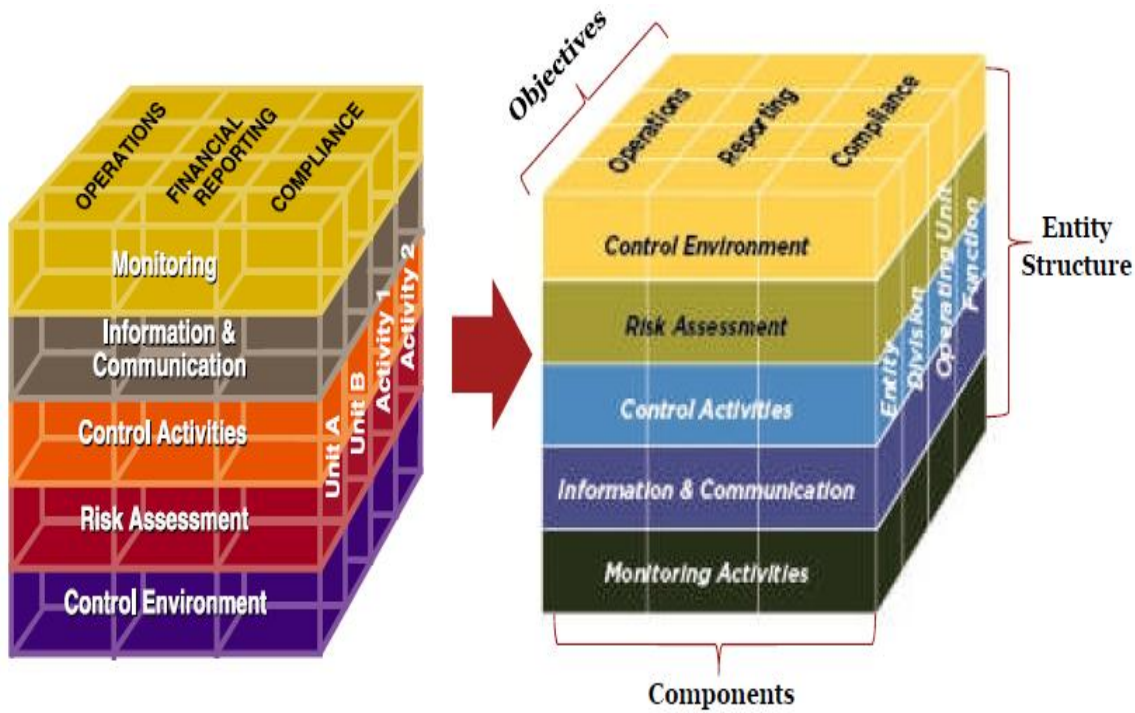 OPERATIONS
FINANCIAL
REPORTING
COMPLIANCE
Monitoring
Information &
Communication
Control Activities
Risk Assessment
Control Environment
Unit A
Unit B
Activity 1
Activity 2
Objectives
Operations
Reporting
Compliance
Control Environment
Risk Assessment
Control Activities
Information & Communication
Monitoring Activities
Entity
Division
Operating Unit
Function
Entity
Structure
Components